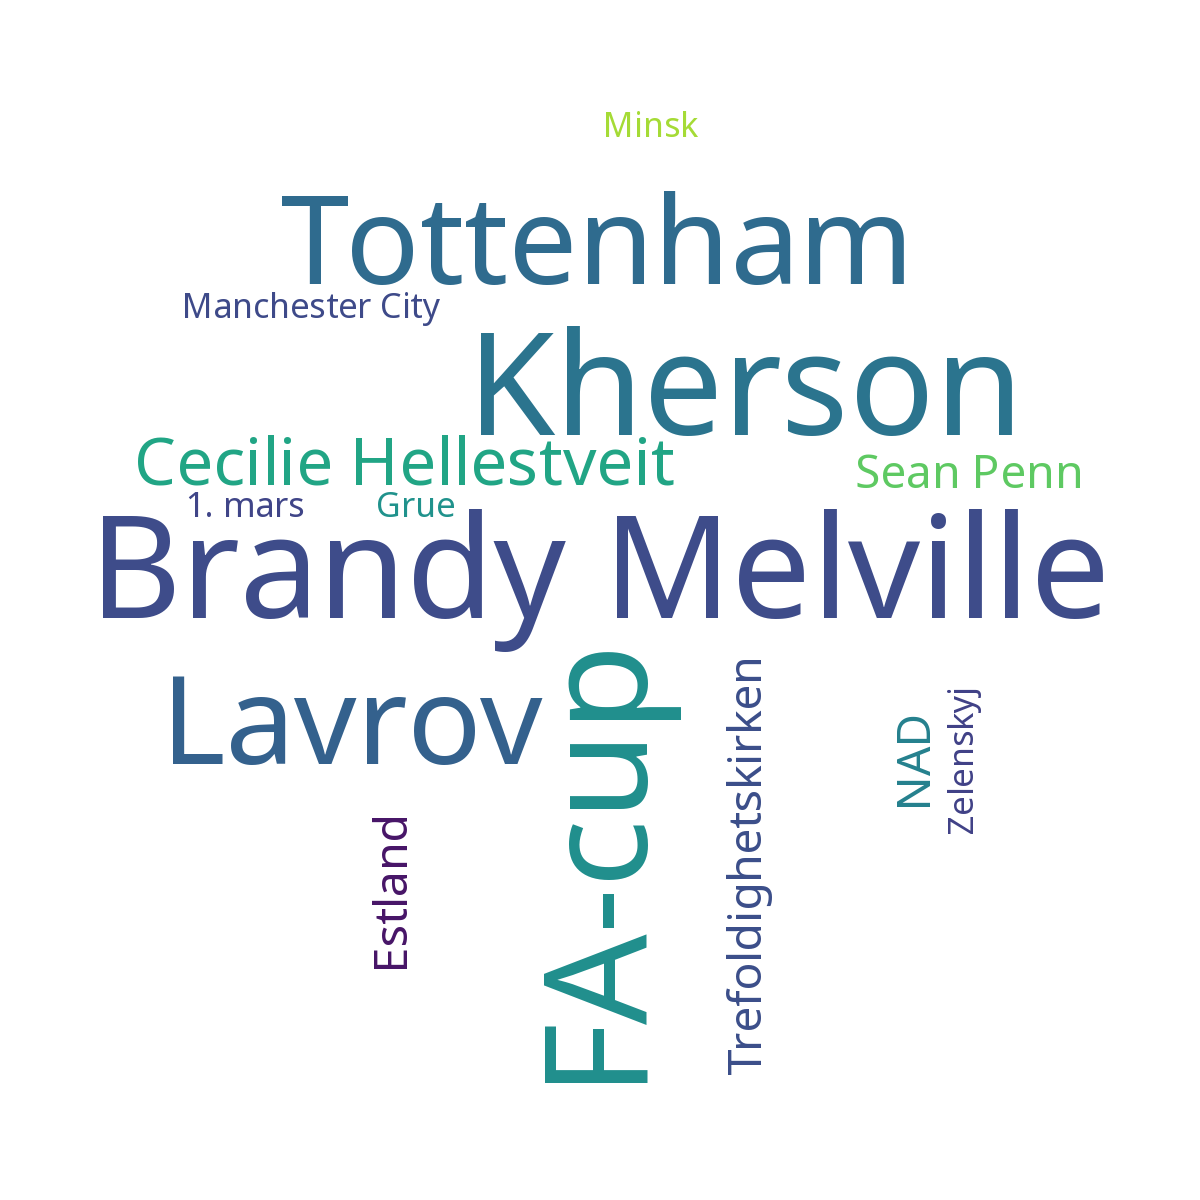 Minsk
Tottenham
Manchester City
Kherson
Cecilie Hellestveit
Sean Penn
1. mars
Grue
Brandy Melville
Lavrov
FA-cup
Trefoldighetskirken
NAD
Zelenskyj
Estland